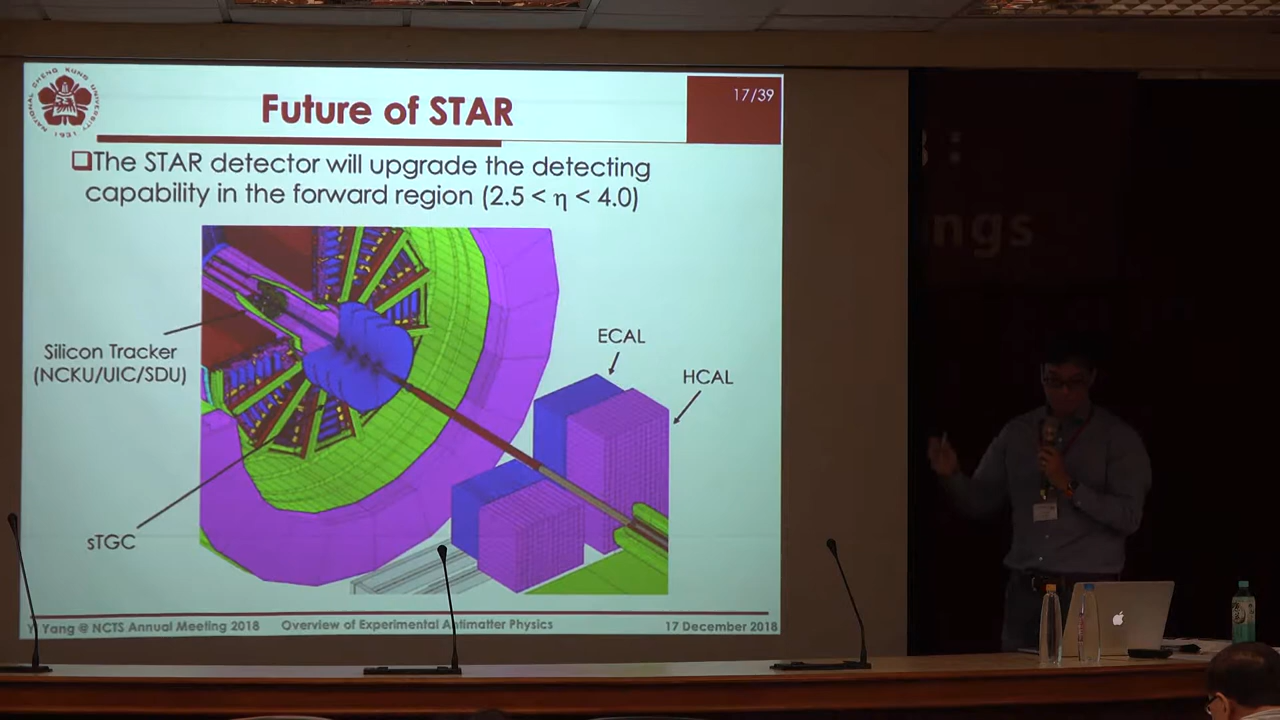 Future of STAR
17/39
❑The STAR detector will upgrade the detecting
capability in the forward region (2.5 < η < 4.0)
Silicon Tracker
(NCKU/UIC/SDU)
ECAL
HCAL
sTGC
Yang @ NCTS Annual Meeting 2018
Overview of Experimental Antimatter Physics
17 December 2018
ngs